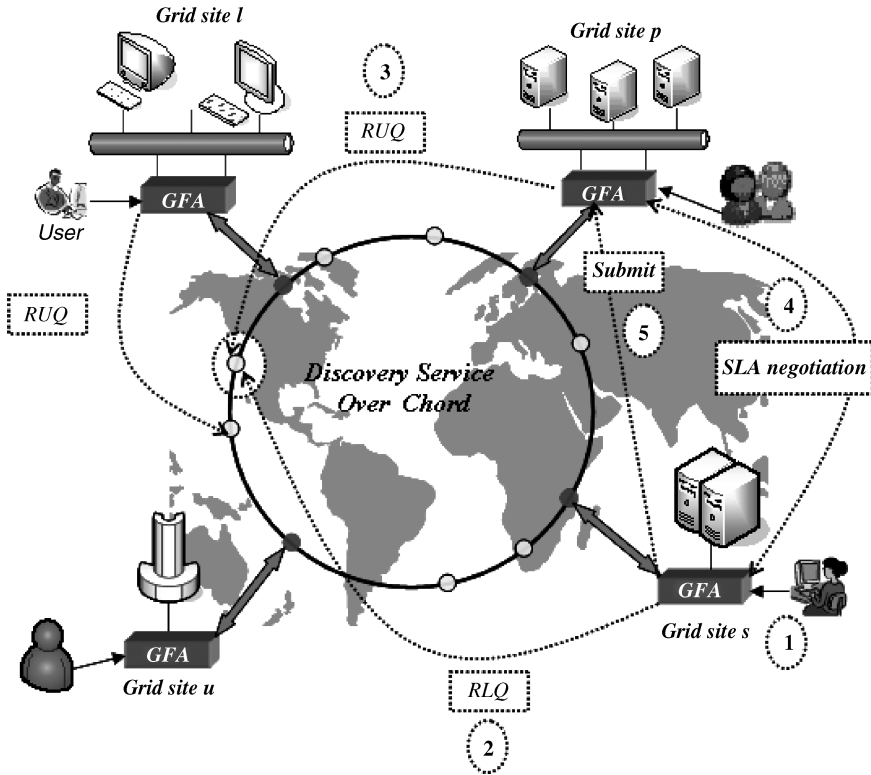 Grid site l
3
Grid site p
RUQ
GFA
GFA
User
Submit
4
RUQ
5
Discovery Service
Over Chord
SLA negotiation
GFA
Grid site s
1
GFA
Grid site u
RLQ
2